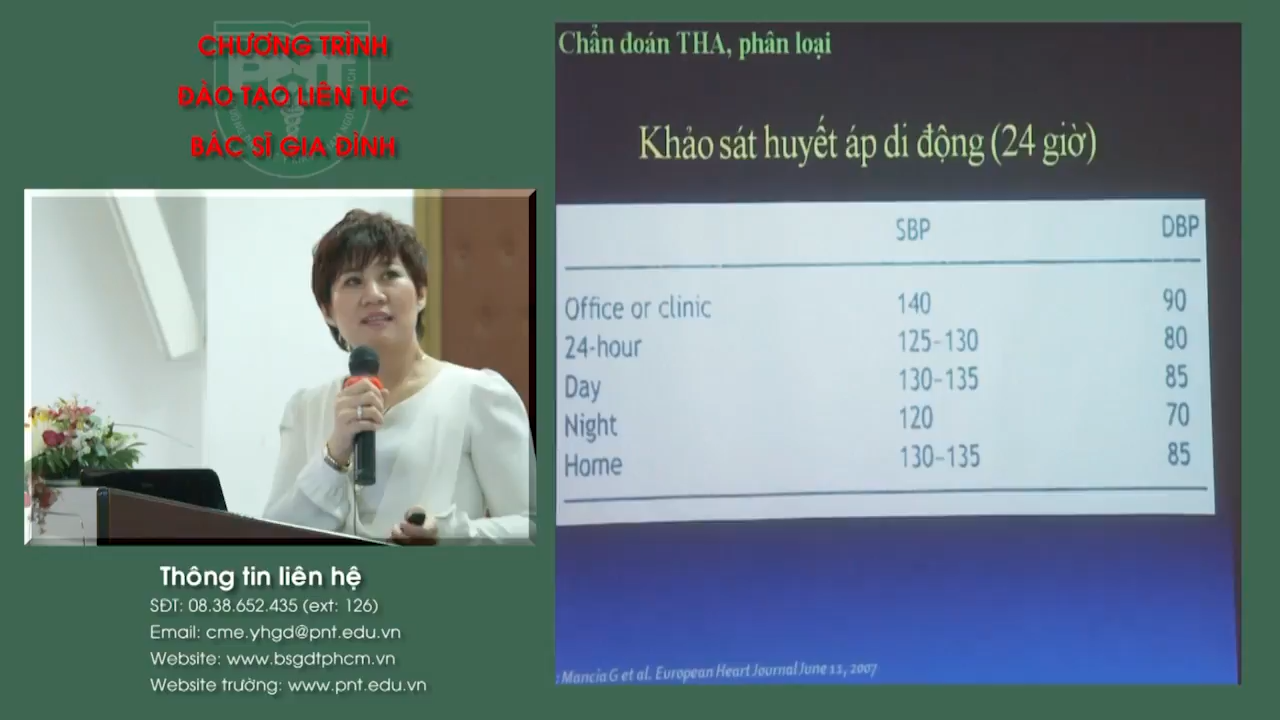 CHƯƠNG TRÌNH
ĐÀO TẠO LIÊN TỤC
BÁC SĨ GIA ĐÌNH
PNT
Thông tin liên hệ
SĐT: 08.38.652.435 (ext: 126)
Email: cme.yhgd@pnt.edu.vn
Website: www.bsgdtphcm.vn
Website trường: www.pnt.edu.vn
Chẩn đoán THA, phân loại
Khảo sát huyết áp di động (24 giờ)
SBP DBP
Office or clinic 140 90
24-hour 125-130 80
Day 130-135 85
Night 120 70
Home 130-135 85
: Mancia G et al. European Heart Journal June 11, 2007